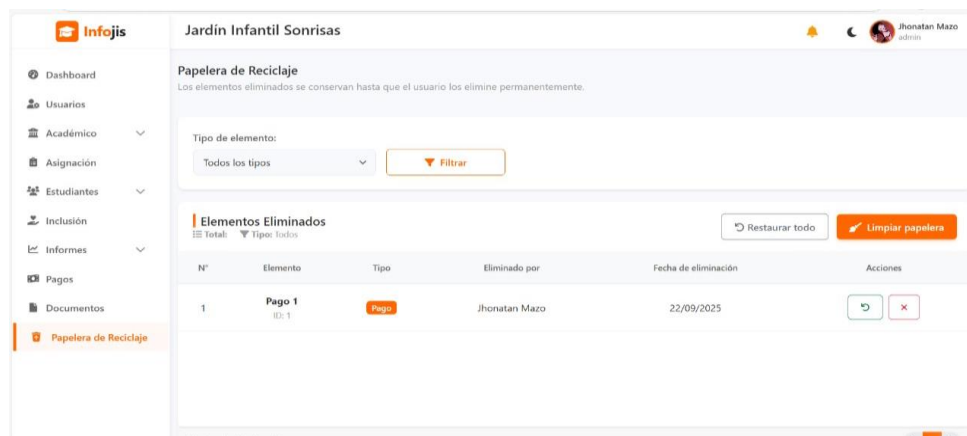 Infojis
Jardín Infantil Sonrisas
Jhonatan Mazo
admin
Dashboard
Usuarios
Académico
Asignación
Estudiantes
Inclusión
Informes
Pagos
Documentos
Papelera de Reciclaje
Papelera de Reciclaje
Los elementos eliminados se conservan hasta que el usuario los elimine permanentemente.
Tipo de elemento:
Todos los tipos
Filtrar
Elementos Eliminados
Total: Tipo: Todos
Restaurar todo
Limpiar papelera
N° Elemento Tipo Eliminado por Fecha de eliminación Acciones
1 Pago 1 Pago Jhonatan Mazo 22/09/2025
ID: 1